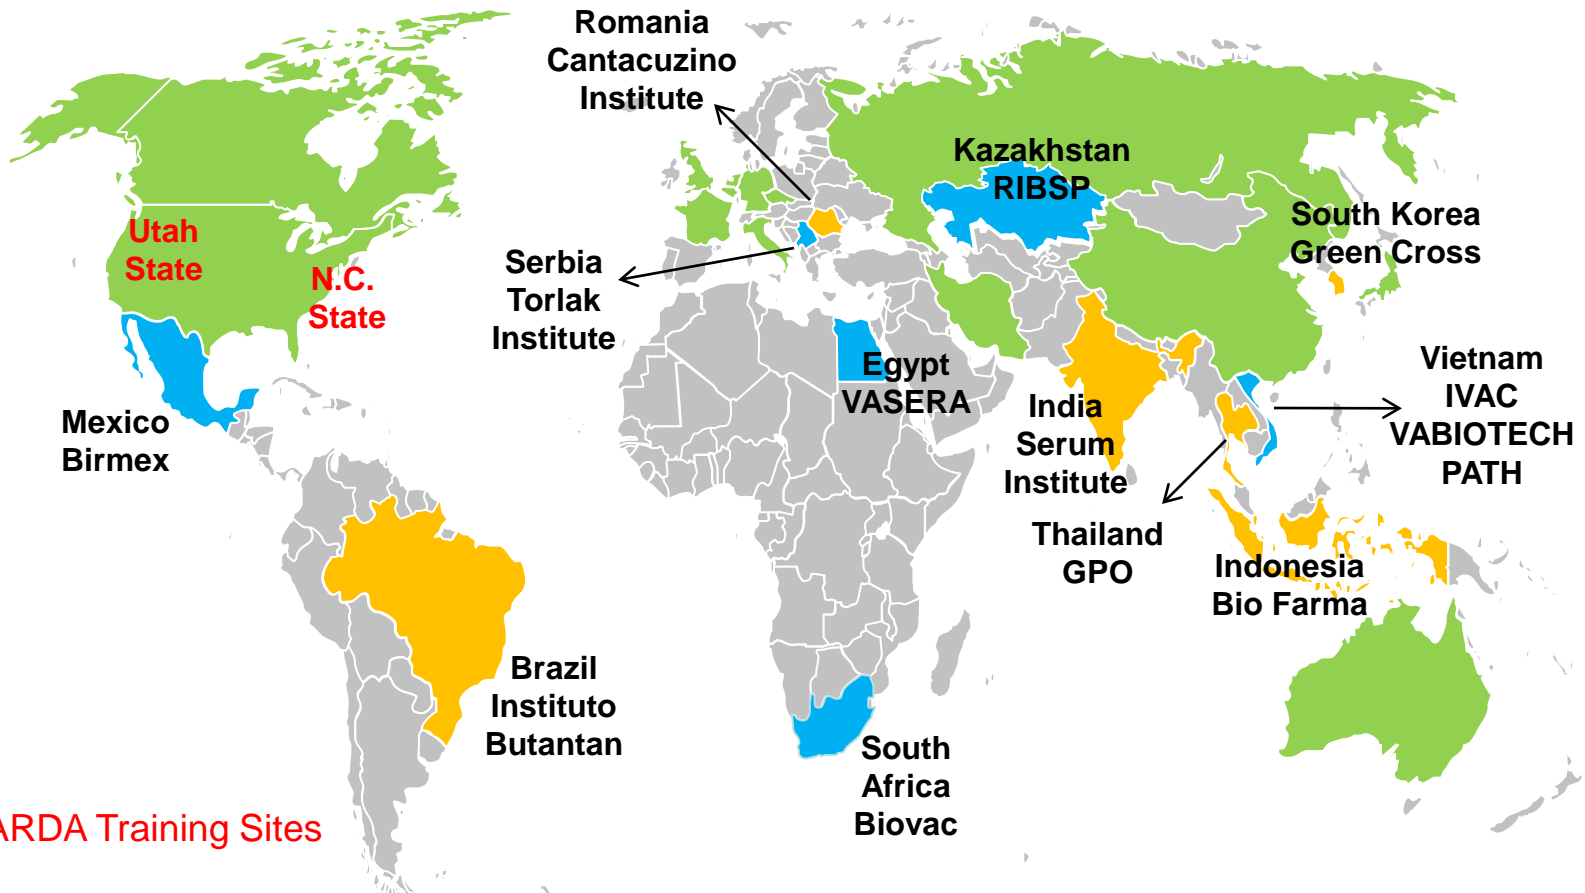 Romania
Cantacuzino
Institute
Kazakhstan
RIBSP
South Korea
Green Cross
Utah
State
N.C.
State
Serbia
Torlak
Institute
Egypt
VASERA
India
Serum
Institute
Vietnam
IVAC
VABIOTECH
PATH
Mexico
Birmex
Thailand
GPO
Indonesia
Bio Farma
Brazil
Instituto
Butantan
South
Africa
Biovac
ARDA Training Sites